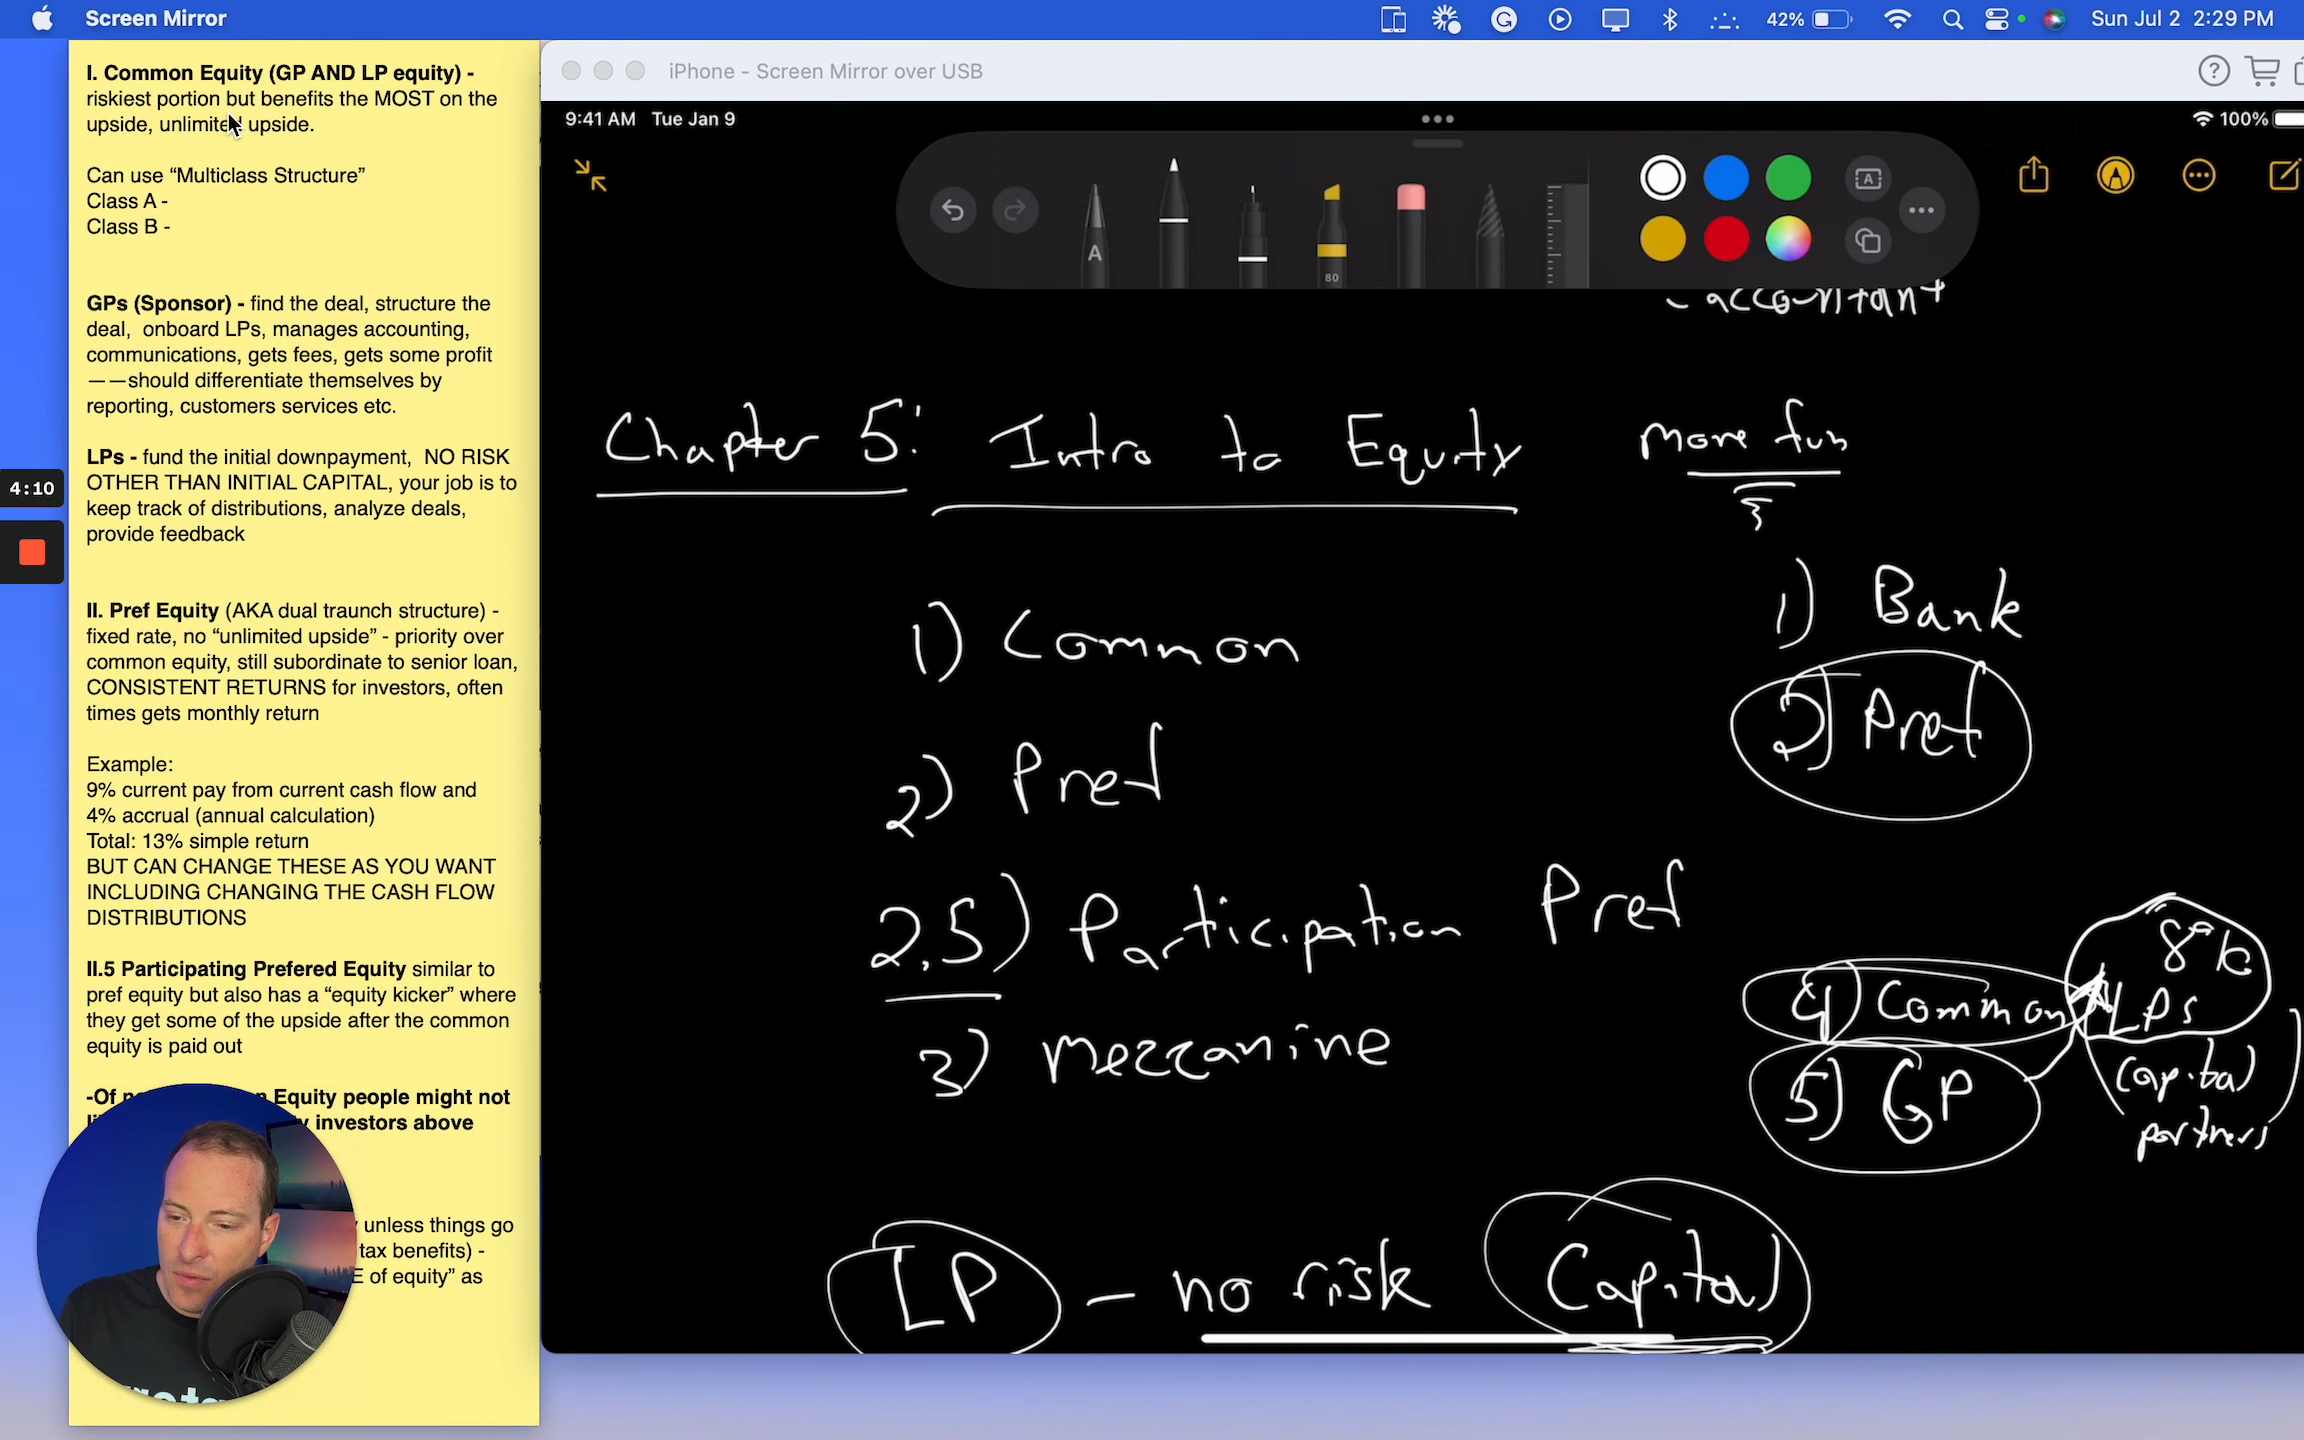 Screen Mirror
42%
Sun Jul 2 2:29 PM
I. Common Equity (GP AND LP equity) -
riskiest portion but benefits the MOST on the
upside, unlimited upside.
Can use “Multiclass Structure”
Class A -
Class B -
GPs (Sponsor) - find the deal, structure the
deal, onboard LPs, manages accounting,
communications, gets fees, gets some profit
——should differentiate themselves by
reporting, customers services etc.
LPs - fund the initial downpayment, NO RISK
OTHER THAN INITIAL CAPITAL, your job is to
keep track of distributions, analyze deals,
provide feedback
II. Pref Equity (AKA dual traunch structure) -
fixed rate, no “unlimited upside” - priority over
common equity, still subordinate to senior loan,
CONSISTENT RETURNS for investors, often
times gets monthly return
Example:
9% current pay from current cash flow and
4% accrual (annual calculation)
Total: 13% simple return
BUT CAN CHANGE THESE AS YOU WANT
INCLUDING CHANGING THE CASH FLOW
DISTRIBUTIONS
II.5 Participating Prefered Equity similar to
pref equity but also has a “equity kicker” where
they get some of the upside after the common
equity is paid out
-Of
Equity people might not
investors above
unless things go
tax benefits) -
of equity” as
4:10
iPhone - Screen Mirror over USB
9:41 AM Tue Jan 9
100%
A
80
A
- accountant
Chapter 5: Intro to Equity
more fun
1) Common
2) Pref
2.5) Participation Pref
3) mezzanine
1) Bank
2) Pref
4) Common
LPs
(capital
partners)
5) GP
LP - no risk Capital